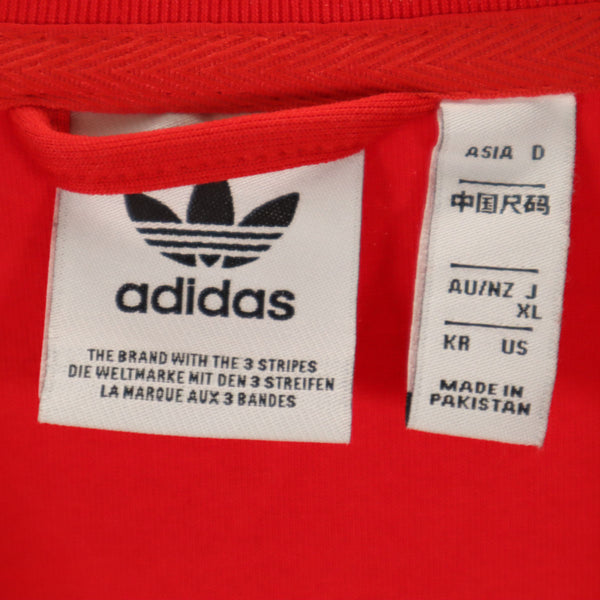 adidas
THE BRAND WITH THE 3 STRIPES
DIE WELTMARKE MIT DEN 3 STREIFEN
LA MARQUE AUX 3 BANDES
ASIA D
中国尺码
AU/NZ J
XL
KR US
MADE IN
PAKISTAN